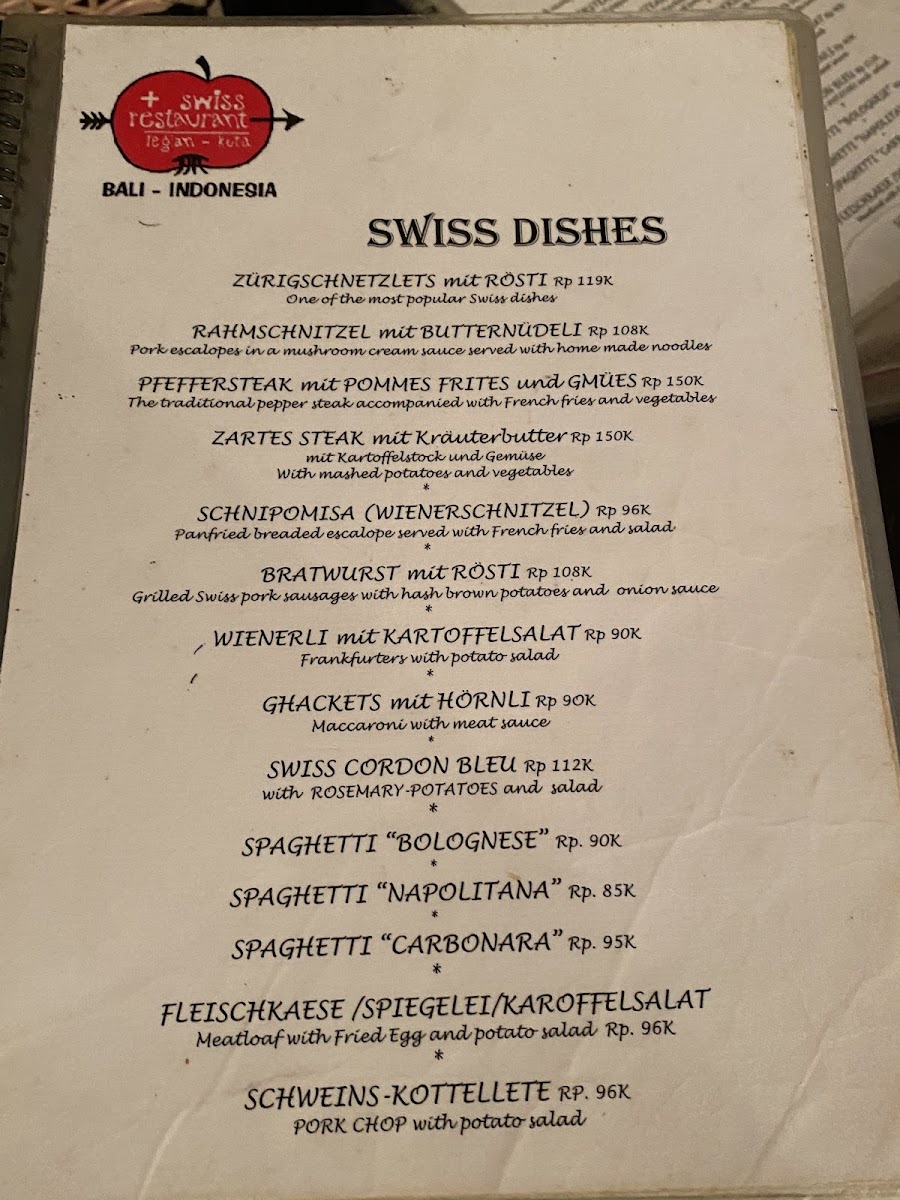 + swiss
restaurant
legian - kuta
BALI - INDONESIA
SWISS DISHES
ZÜRIGSCHNETZLETS mit RÖSTI Rp 119K
One of the most popular Swiss dishes
RAHMSCHNITZEL mit BUTTERNÜDELI Rp 108K
Pork escalopes in a mushroom cream sauce served with home made noodles
PFEFFERSTEAK mit POMMES FRITES und GMÜES Rp 150K
The traditional pepper steak accompanied with French fries and vegetables
ZARTES STEAK mit Kräuterbutter Rp 150K
mit Kartoffelstock und Gemüse
With mashed potatoes and vegetables
*
SCHNIPOMISA (WIENERSCHNITZEL) Rp 96K
Panfried breaded escalope served with French fries and salad
*
BRATWURST mit RÖSTI Rp 108K
Grilled Swiss pork sausages with hash brown potatoes and onion sauce
*
WIENERLI mit KARTOFFELSALAT Rp 90K
Frankfurters with potato salad
*
GHACKETS mit HÖRNLI Rp 90K
Maccaroni with meat sauce
*
SWISS CORDON BLEU Rp 112K
with ROSEMARY-POTATOES and salad
*
SPAGHETTI “BOLOGNESE” Rp. 90K
*
SPAGHETTI “NAPOLITANA” Rp. 85K
*
SPAGHETTI “CARBONARA” Rp. 95K
*
FLEISCHKAESE /SPIEGELEI/KAROFFELSALAT
Meatloaf with Fried Egg and potato salad Rp. 96K
*
SCHWEINS-KOTTELLETE RP. 96K
PORK CHOP with potato salad